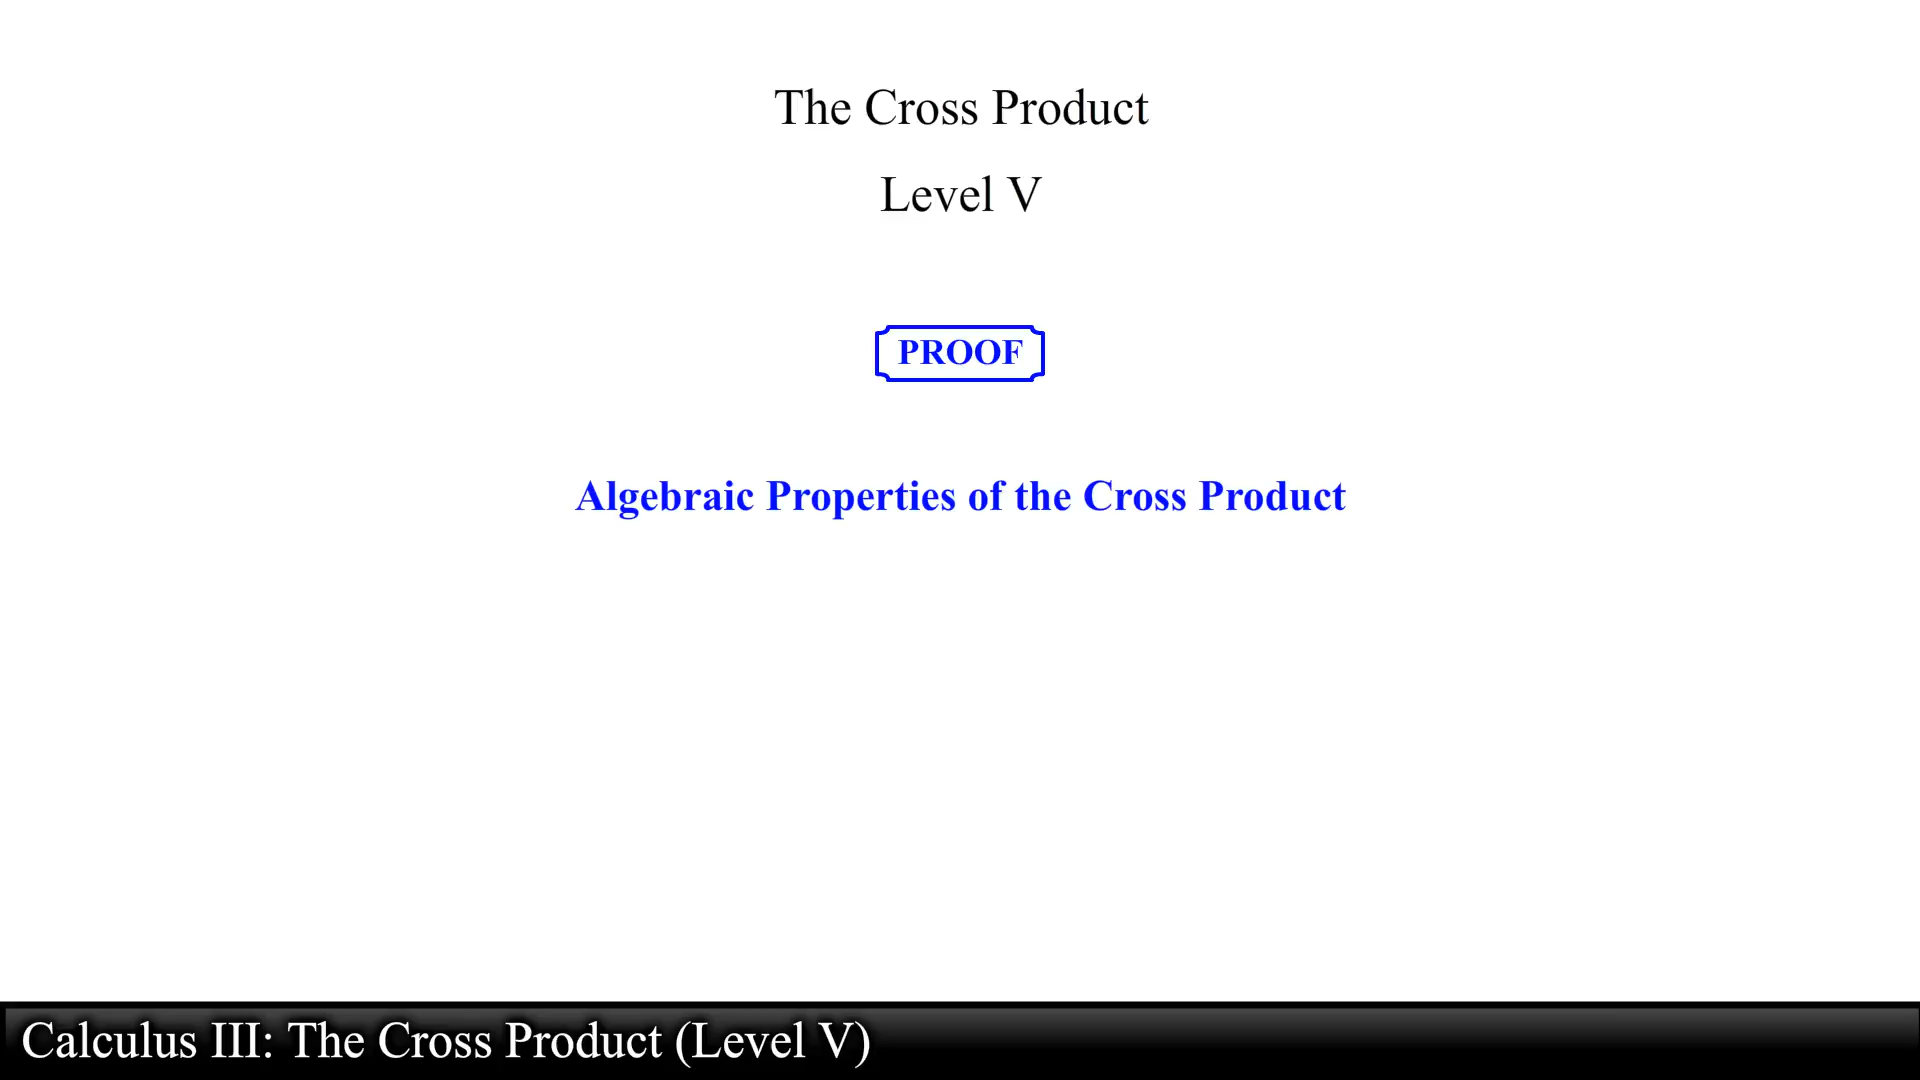 The Cross Product
Level V
PROOF
Algebraic Properties of the Cross Product
Calculus III: The Cross Product (Level V)